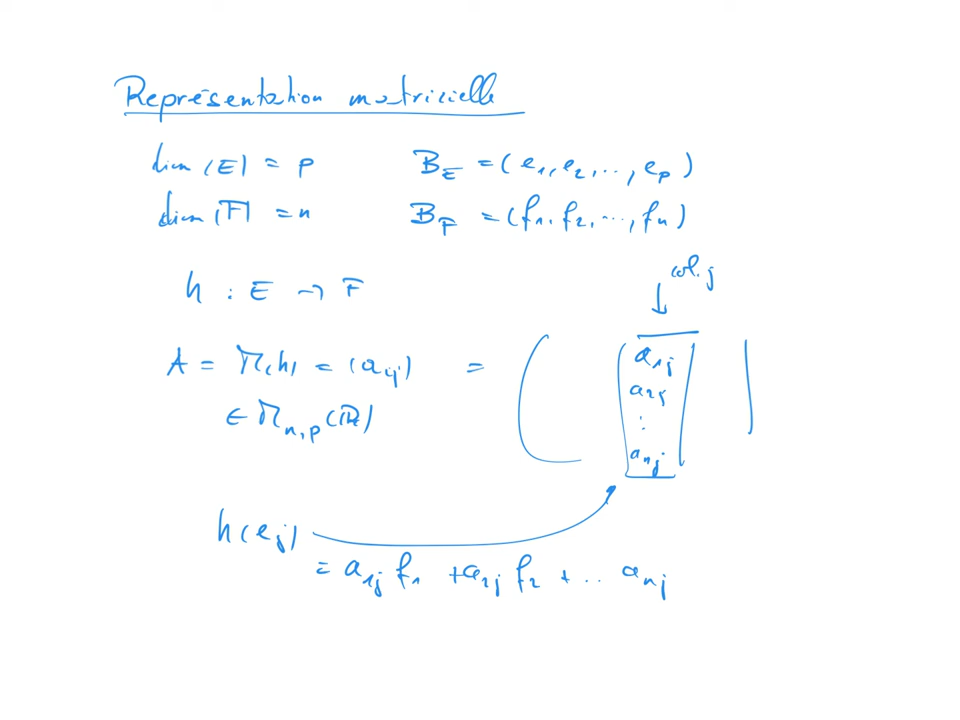 Représentation matricielle
dim(E) = p B_E = (e_1, e_2, ..., e_p)
dim(F) = n B_F = (f_1, f_2, ..., f_n)
col. j
↓
h : E → F
A = M(h) = (a_ij) = ( a_1j )
a_2j
⋮
a_nj
∈ M_n,p(ℝ)
h(e_j)
= a_1j f_1 + a_2j f_2 + ... a_nj